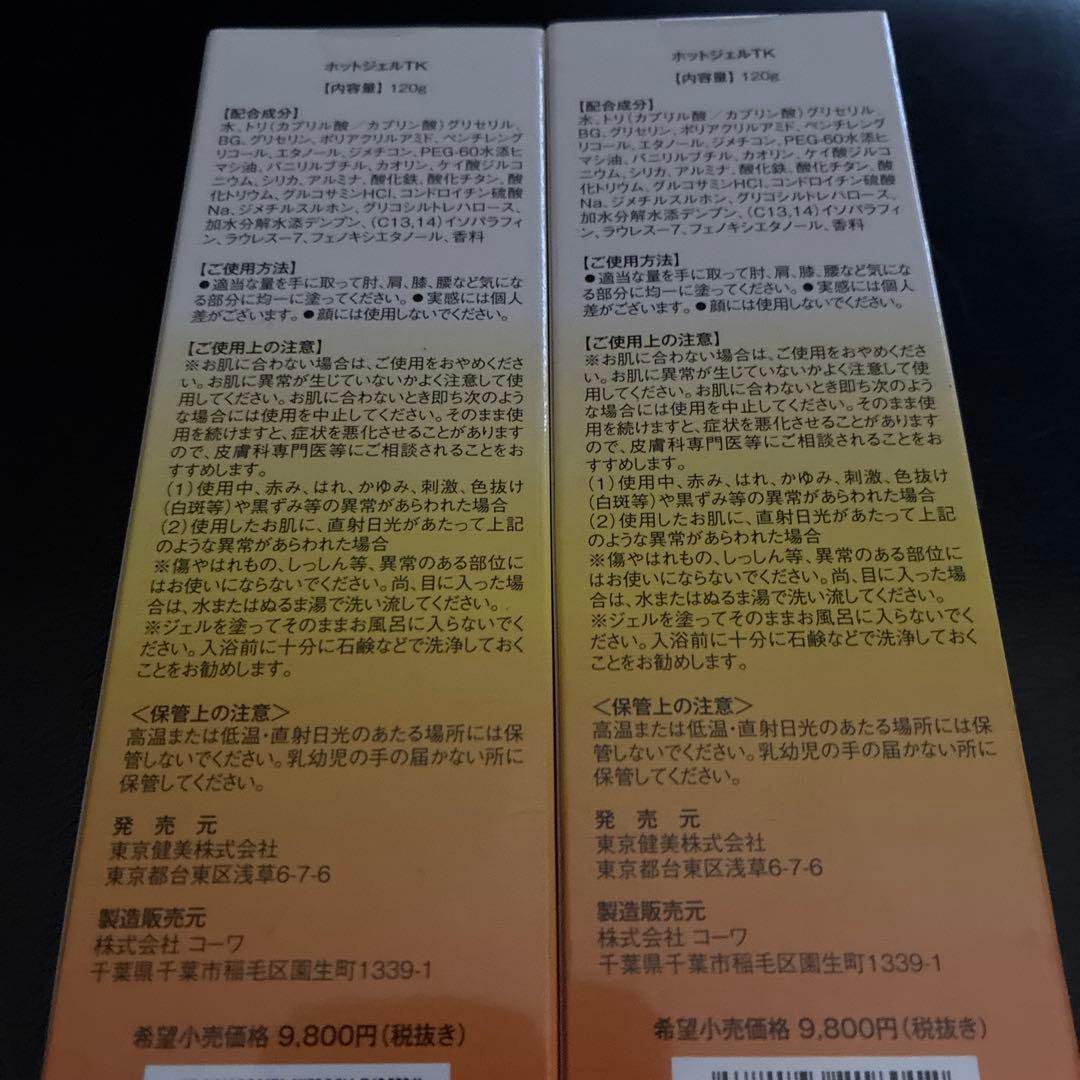 ホットジェルTK
【内容量】 120g
【配合成分】
水、トリ(カプリル酸/カプリン酸)グリセリル、
BG、グリセリン、ポリアクリルアミド、ペンチレング
リコール、エタノール、ジメチコン、PEG-60水添ヒ
マシ油、バニリルブチル、カオリン、ケイ酸ジルコ
ニウム、シリカ、アルミナ、酸化鉄、酸化チタン、酸
化トリウム、グルコサミンHCl、コンドロイチン硫酸
Na、ジメチルスルホン、グリコシルトレハロース、
加水分解水添デンプン、(C13,14)イソパラフィ
ン、ラウレス−7、フェノキシエタノール、香料
【ご使用方法】
●適当な量を手に取って肘、肩、膝、腰など気にな
る部分に均一に塗ってください。●実感には個人
差がございます。●顔には使用しないでください。
【ご使用上の注意】
※お肌に合わない場合は、ご使用をおやめくださ
い。お肌に異常が生じていないかよく注意して使
用してください。お肌に合わないとき即ち次のよう
な場合には使用を中止してください。そのまま使
用を続けますと、症状を悪化させることがあります
ので、皮膚科専門医等にご相談されることをお
すすめします。
(1)使用中、赤み、はれ、かゆみ、刺激、色抜け
(白斑等)や黒ずみ等の異常があらわれた場合
(2)使用したお肌に、直射日光があたって上記
のような異常があらわれた場合
※傷やはれもの、しっしん等、異常のある部位に
はお使いにならないでください。尚、目に入った場
合は、水またはぬるま湯で洗い流してください。
※ジェルを塗ってそのままお風呂に入らないでく
ださい。入浴前に十分に石鹸などで洗浄しておく
ことをお勧めします。
<保管上の注意>
高温または低温・直射日光のあたる場所には保
管しないでください。乳幼児の手の届かない所に
保管してください。
発 売 元
東京健美株式会社
東京都台東区浅草6-7-6
製造販売元
株式会社 コーワ
千葉県千葉市稲毛区園生町1339-1
希望小売価格 9,800円(税抜き)
ホットジェルTK
【内容量】 120g
【配合成分】
水、トリ(カプリル酸/カプリン酸)グリセリル、
BG、グリセリン、ポリアクリルアミド、ペンチレング
リコール、エタノール、ジメチコン、PEG-60水添ヒ
マシ油、バニリルブチル、カオリン、ケイ酸ジルコ
ニウム、シリカ、アルミナ、酸化鉄、酸化チタン、酸
化トリウム、グルコサミンHCl、コンドロイチン硫酸
Na、ジメチルスルホン、グリコシルトレハロース、
加水分解水添デンプン、(C13,14)イソパラフィ
ン、ラウレス−7、フェノキシエタノール、香料
【ご使用方法】
●適当な量を手に取って肘、肩、膝、腰など気にな
る部分に均一に塗ってください。●実感には個人
差がございます。●顔には使用しないでください。
【ご使用上の注意】
※お肌に合わない場合は、ご使用をおやめくださ
い。お肌に異常が生じていないかよく注意して使
用してください。お肌に合わないとき即ち次のよう
な場合には使用を中止してください。そのまま使
用を続けますと、症状を悪化させることがあります
ので、皮膚科専門医等にご相談されることをお
すすめします。
(1)使用中、赤み、はれ、かゆみ、刺激、色抜け
(白斑等)や黒ずみ等の異常があらわれた場合
(2)使用したお肌に、直射日光があたって上記
のような異常があらわれた場合
※傷やはれもの、しっしん等、異常のある部位に
はお使いにならないでください。尚、目に入った場
合は、水またはぬるま湯で洗い流してください。
※ジェルを塗ってそのままお風呂に入らないでく
ださい。入浴前に十分に石鹸などで洗浄しておく
ことをお勧めします。
<保管上の注意>
高温または低温・直射日光のあたる場所には保
管しないでください。乳幼児の手の届かない所に
保管してください。
発 売 元
東京健美株式会社
東京都台東区浅草6-7-6
製造販売元
株式会社 コーワ
千葉県千葉市稲毛区園生町1339-1
希望小売価格 9,800円(税抜き)